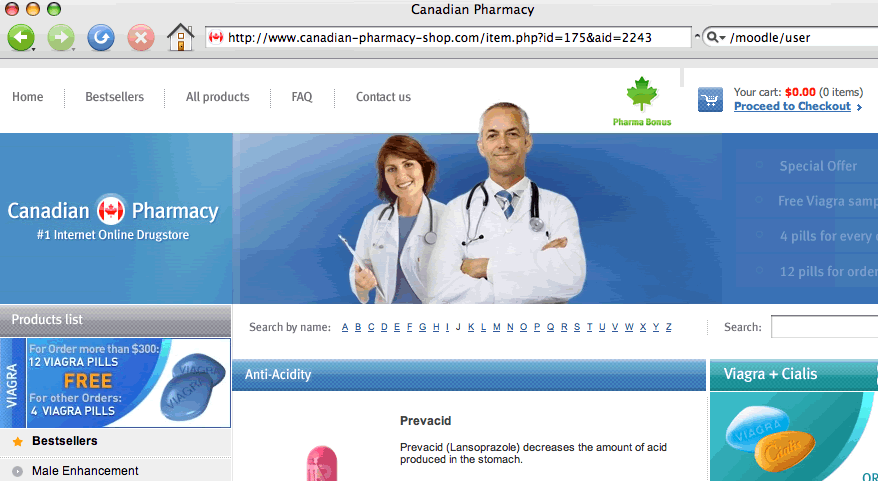 Canadian Pharmacy
http://www.canadian-pharmacy-shop.com/item.php?id=175&aid=2243
/moodle/user
Home
Bestsellers
All products
FAQ
Contact us
Pharma Bonus
Your cart: $0.00 (0 items)
Proceed to Checkout
Canadian Pharmacy
#1 Internet Online Drugstore
Special Offer
Free Viagra samp
4 pills for every
12 pills for order
Products list
Search by name: A B C D E F G H I J K L M N O P Q R S T U V W X Y Z
Search:
VIAGRA
For Order more than $300:
12 VIAGRA PILLS
FREE
For other Orders:
4 VIAGRA PILLS
VIAGRA
VIAGRA
Bestsellers
Male Enhancement
Anti-Acidity
Prevacid
Prevacid (Lansoprazole) decreases the amount of acid
produced in the stomach.
Viagra + Cialis
VIAGRA
Cialis
OR